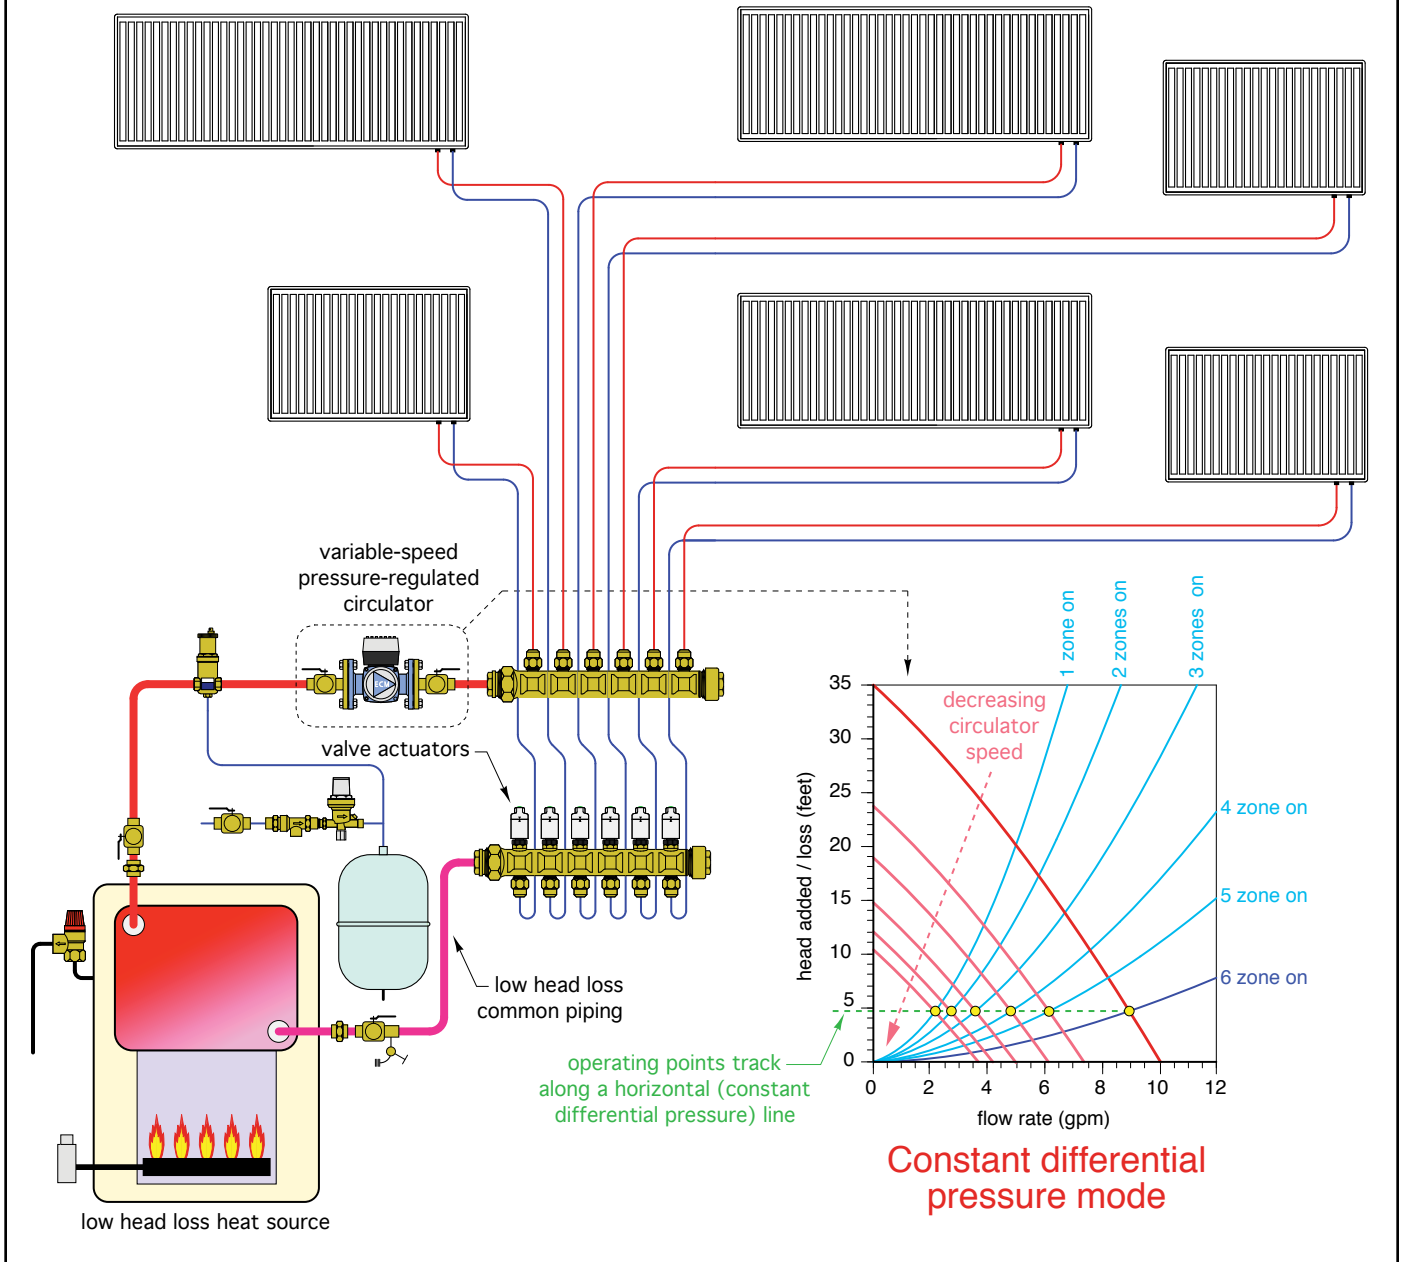 variable-speed
pressure-regulated
circulator
ECM
valve actuators
low head loss
common piping
low head loss heat source
operating points track
along a horizontal (constant
differential pressure) line
1 zone on
2 zones on
3 zones on
4 zone on
5 zone on
6 zone on
decreasing
circulator
speed
head added / loss (feet)
35
30
25
20
15
10
5
0
0 2 4 6 8 10 12
flow rate (gpm)
Constant differential
pressure mode